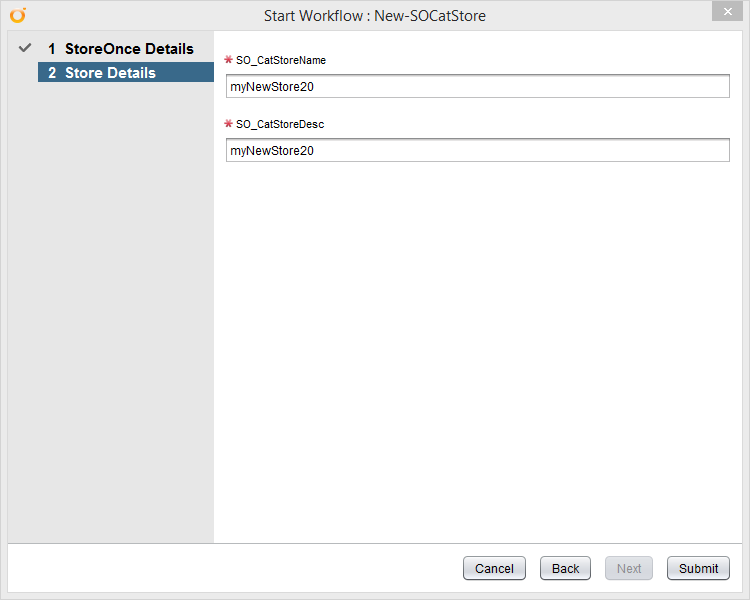 Start Workflow : New-SOCatStore
1 StoreOnce Details
2 Store Details
* SO_CatStoreName
myNewStore20
* SO_CatStoreDesc
myNewStore20
Cancel Back Next Submit